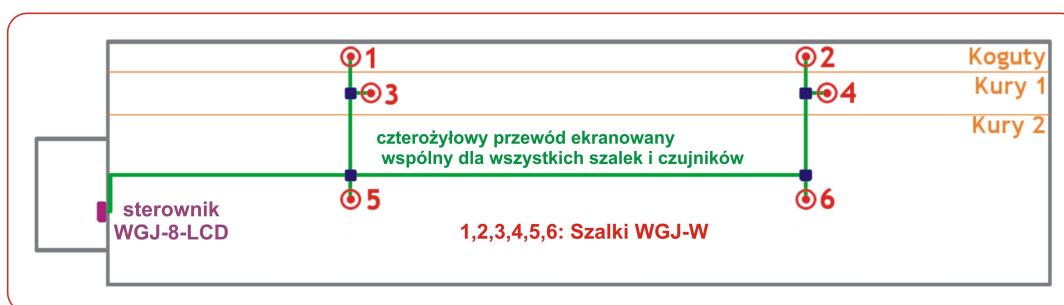 1
2
Koguty
3
4
Kury 1
Kury 2
czterożyłowy przewód ekranowany
wspólny dla wszystkich szalek i czujników
5
6
sterownik
WGJ-8-LCD
1,2,3,4,5,6: Szalki WGJ-W